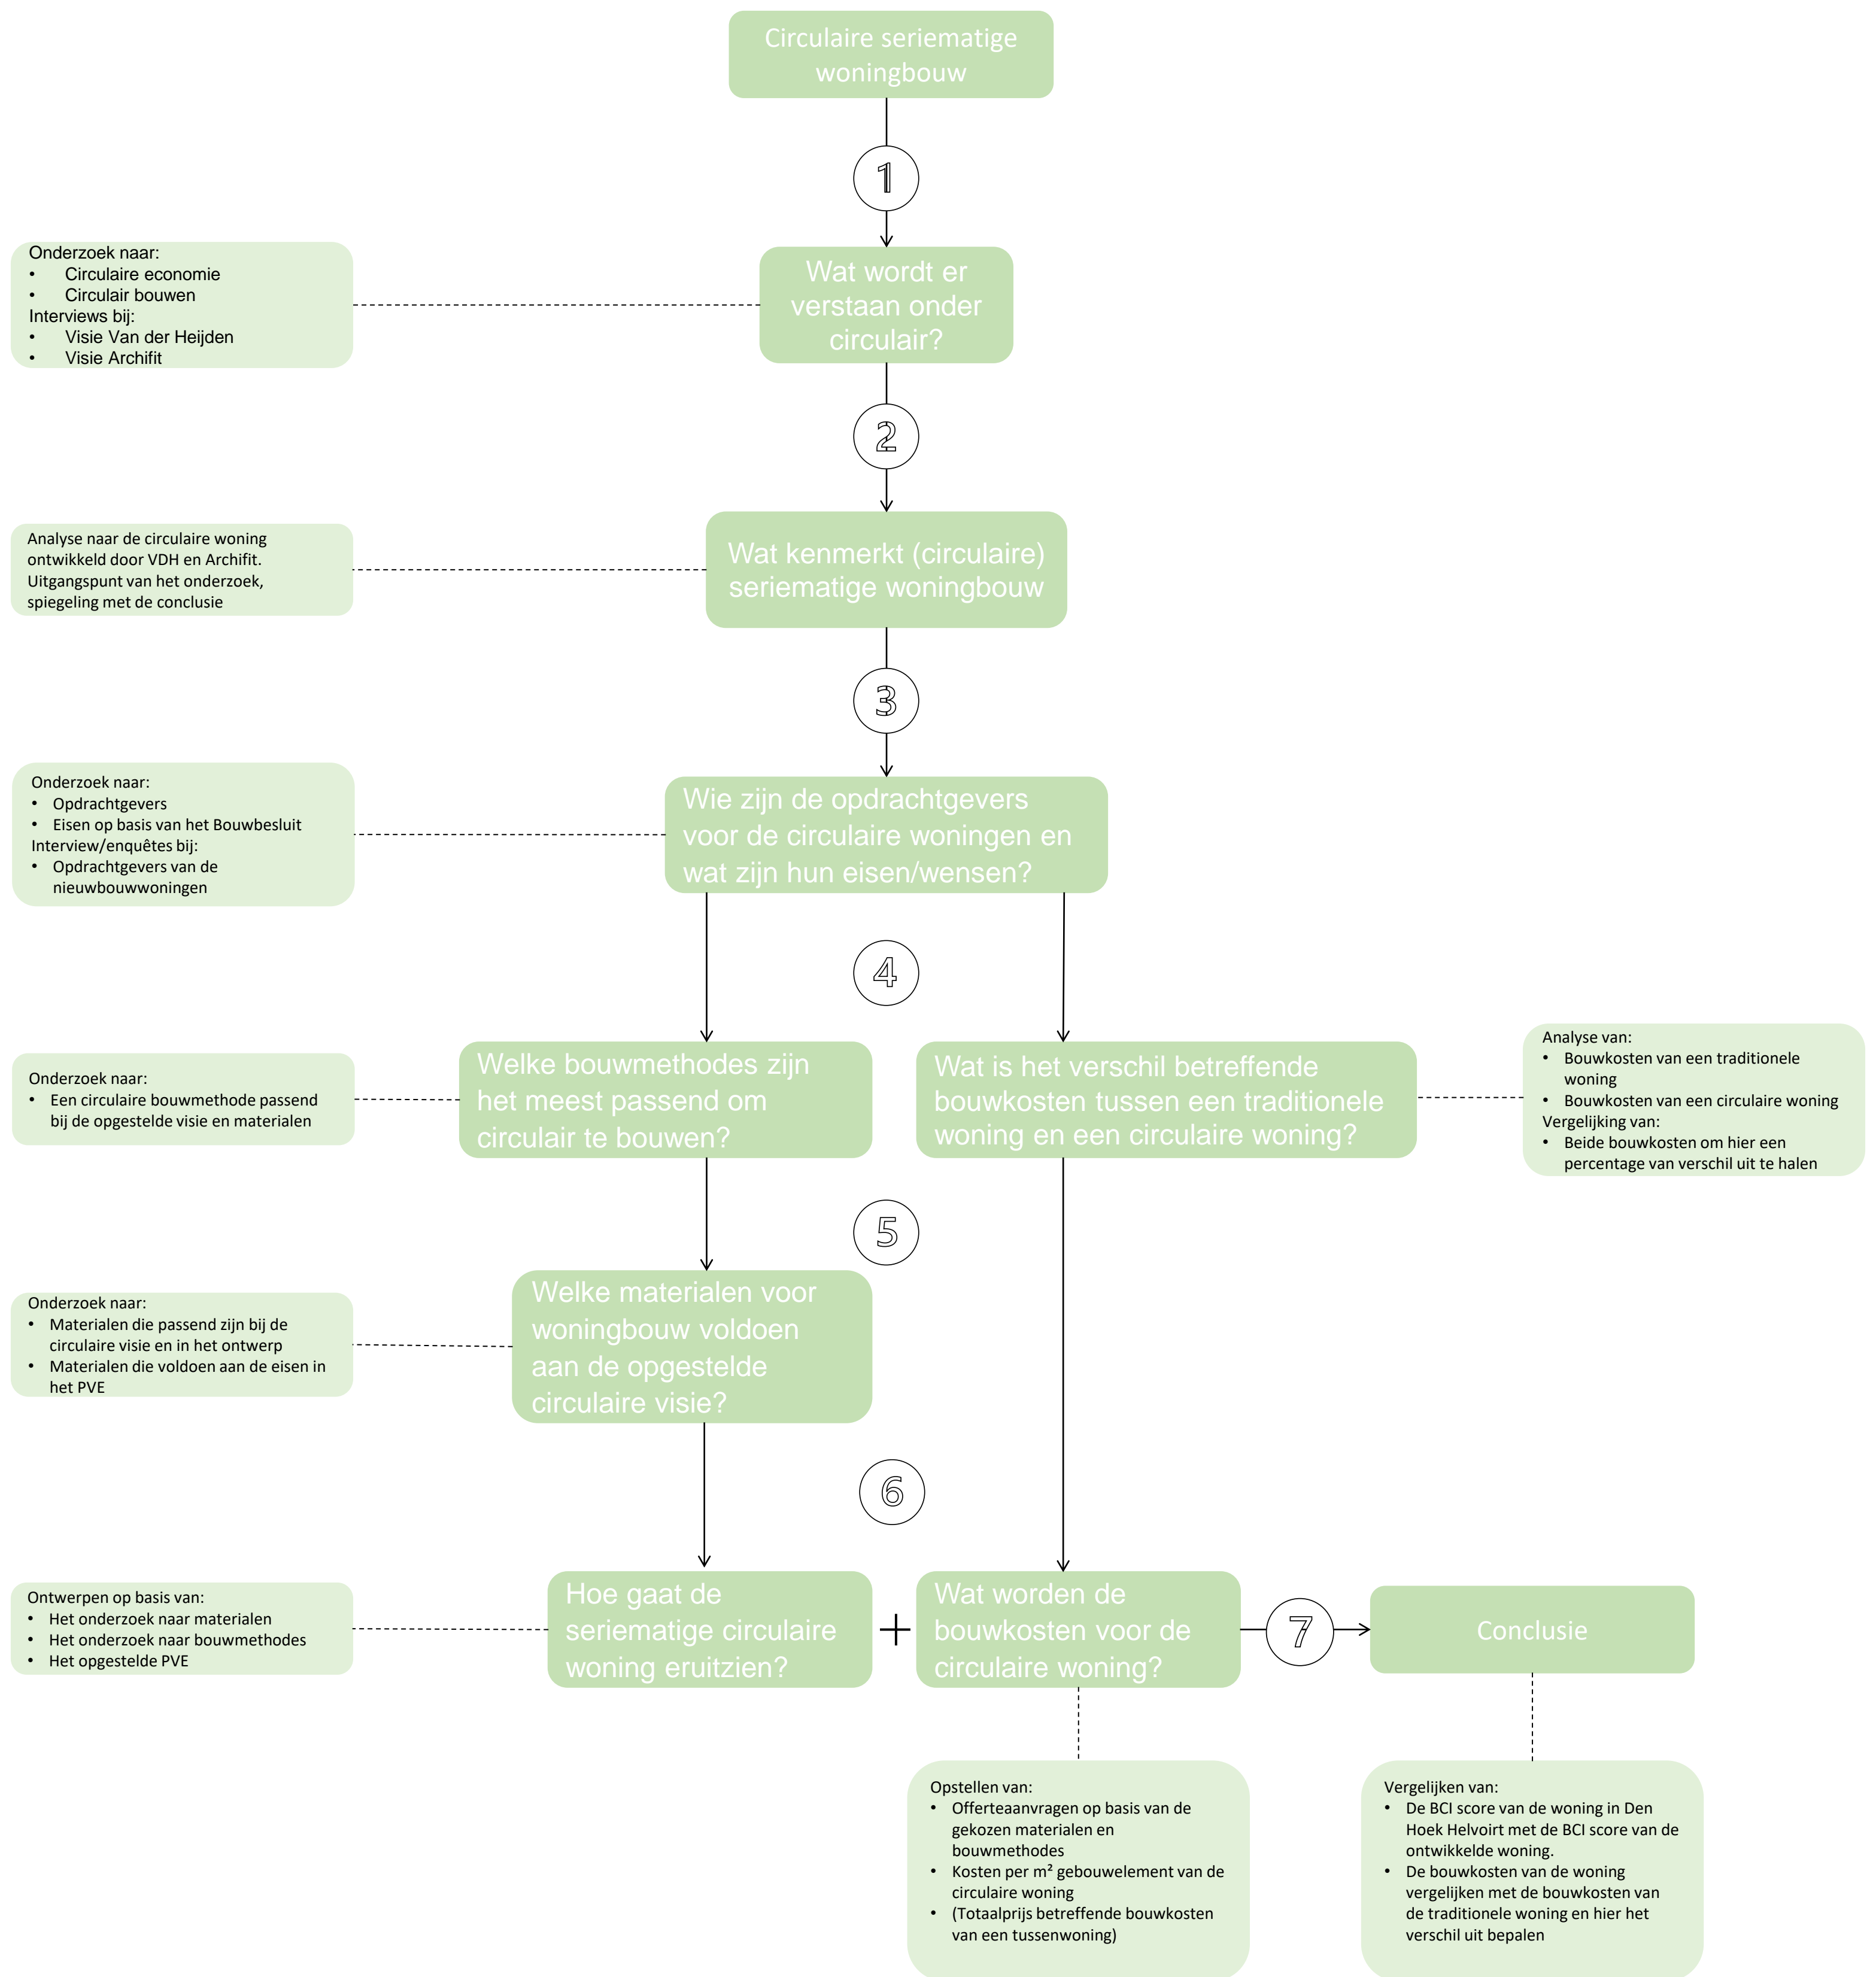 Circulaire seriematige
woningbouw
1
Onderzoek naar:
• Circulaire economie
• Circulair bouwen
Interviews bij:
• Visie Van der Heijden
• Visie Archifit
Wat wordt er
verstaan onder
circulair?
2
Analyse naar de circulaire woning
ontwikkeld door VDH en Archifit.
Uitgangspunt van het onderzoek,
spiegeling met de conclusie
Wat kenmerkt (circulaire)
seriematige woningbouw
3
Onderzoek naar:
• Opdrachtgevers
• Eisen op basis van het Bouwbesluit
Interview/enquêtes bij:
• Opdrachtgevers van de
nieuwbouwwoningen
Wie zijn de opdrachtgevers
voor de circulaire woningen en
wat zijn hun eisen/wensen?
4
Onderzoek naar:
• Een circulaire bouwmethode passend
bij de opgestelde visie en materialen
Welke bouwmethodes zijn
het meest passend om
circulair te bouwen?
Wat is het verschil betreffende
bouwkosten tussen een traditionele
woning en een circulaire woning?
Analyse van:
• Bouwkosten van een traditionele
woning
• Bouwkosten van een circulaire woning
Vergelijking van:
• Beide bouwkosten om hier een
percentage van verschil uit te halen
5
Onderzoek naar:
• Materialen die passend zijn bij de
circulaire visie en in het ontwerp
• Materialen die voldoen aan de eisen in
het PVE
Welke materialen voor
woningbouw voldoen
aan de opgestelde
circulaire visie?
6
Ontwerpen op basis van:
• Het onderzoek naar materialen
• Het onderzoek naar bouwmethodes
• Het opgestelde PVE
Hoe gaat de
seriematige circulaire
woning eruitzien?
+
Wat worden de
bouwkosten voor de
circulaire woning?
7
Conclusie
Opstellen van:
• Offerteaanvragen op basis van de
gekozen materialen en
bouwmethodes
• Kosten per m² gebouwelement van de
circulaire woning
• (Totaalprijs betreffende bouwkosten
van een tussenwoning)
Vergelijken van:
• De BCI score van de woning in Den
Hoek Helvoirt met de BCI score van de
ontwikkelde woning.
• De bouwkosten van de woning
vergelijken met de bouwkosten van
de traditionele woning en hier het
verschil uit bepalen